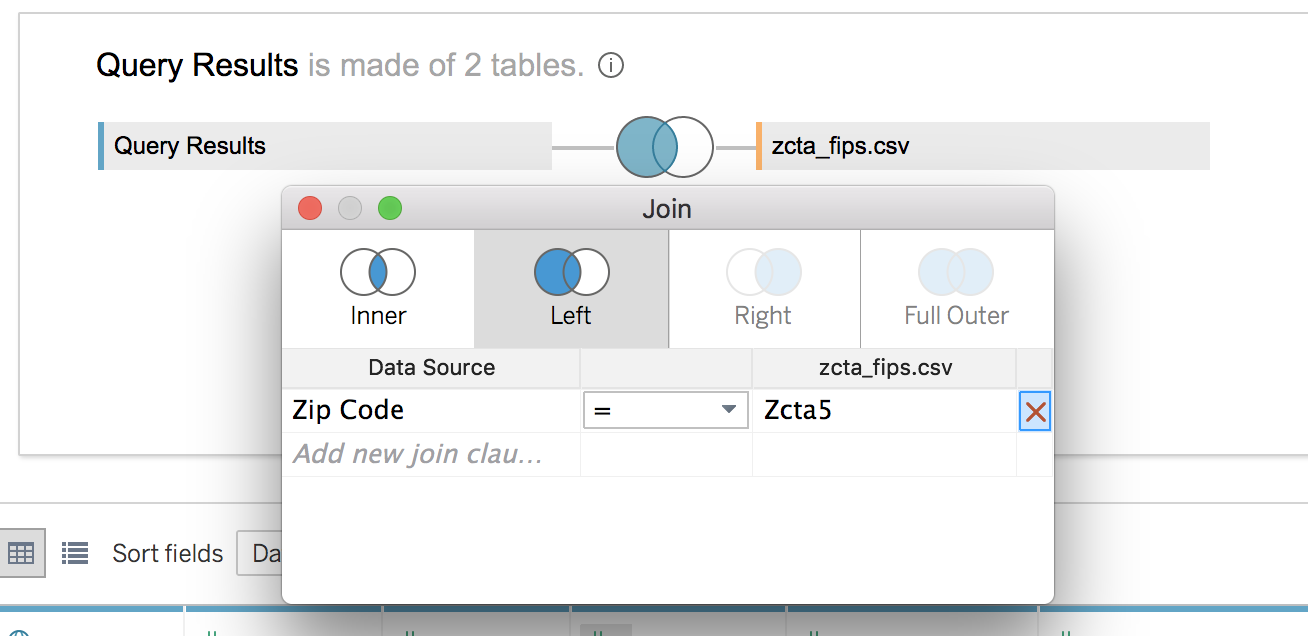 Query Results is made of 2 tables. i
Query Results
zcta_fips.csv
Join
Inner Left Right Full Outer
Data Source zcta_fips.csv
Zip Code = Zcta5
Add new join clau...
Sort fields Da